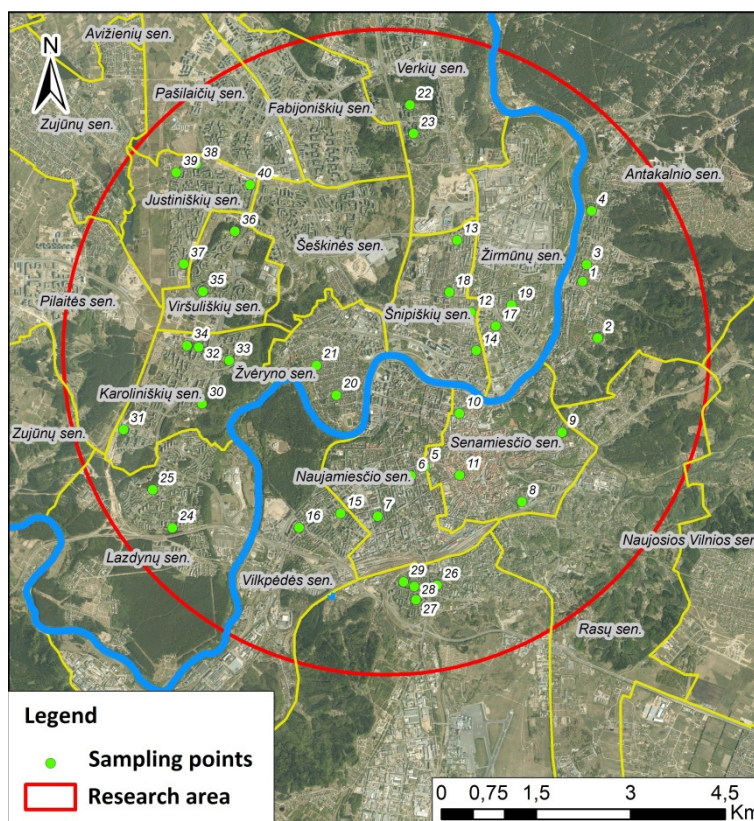 N
Avižienių sen.
Verkių sen.
Pašilaičių sen.
Fabijoniškių sen.
Zujūnų sen.
22
23
38
39
40
Antakalnio sen.
Justiniškių sen.
4
36
13
Šeškinės sen.
Žirmūnų sen.
3
37
1
35
18
Pilaitės sen.
Viršuliškių sen.
12
19
Šnipiškių sen.
17
2
34
32
33
14
21
Žvėryno sen.
20
Karoliniškių sen.
30
10
31
9
Zujūnų sen.
Senamiesčio sen.
5
6
11
Naujamiesčio sen.
25
8
15
7
24
16
Naujosios Vilnios sen.
Lazdynų sen.
Vilkpėdės sen.
29
26
28
27
Rasų sen.
Legend
Sampling points
Research area
0 0,75 1,5 3 4,5
Km